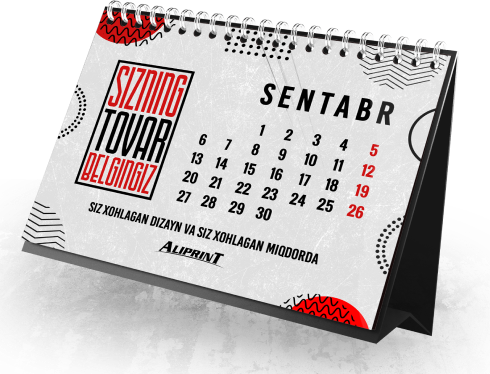 SIZNING
TOVAR
BELGINGIZ
SENTABR
1 2 3 4 5
6 7 8 9 10 11 12
13 14 15 16 17 18 19
20 21 22 23 24 25 26
27 28 29 30
SIZ XOHLAGAN DIZAYN VA SIZ XOHLAGAN MIQDORDA
ALIPRINT